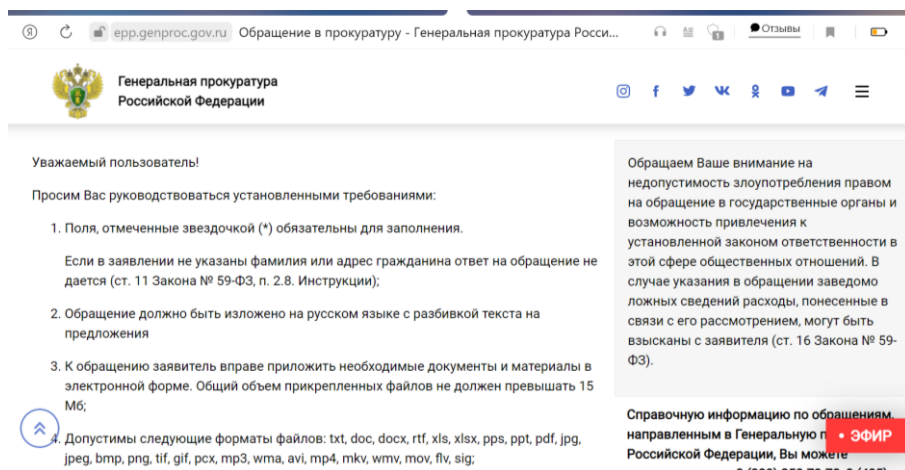 epp.genproc.gov.ru Обращение в прокуратуру - Генеральная прокуратура Росси...
1
Отзывы
Генеральная прокуратура
Российской Федерации
Уважаемый пользователь!
Просим Вас руководствоваться установленными требованиями:
1. Поля, отмеченные звездочкой (*) обязательны для заполнения.
Если в заявлении не указаны фамилия или адрес гражданина ответ на обращение не
дается (ст. 11 Закона № 59-ФЗ, п. 2.8. Инструкции);
2. Обращение должно быть изложено на русском языке с разбивкой текста на
предложения
3. К обращению заявитель вправе приложить необходимые документы и материалы в
электронной форме. Общий объем прикрепленных файлов не должен превышать 15
Мб;
4. Допустимы следующие форматы файлов: txt, doc, docx, rtf, xls, xlsx, pps, ppt, pdf, jpg,
jpeg, bmp, png, tif, gif, pcx, mp3, wma, avi, mp4, mkv, wmv, mov, flv, sig;
Обращаем Ваше внимание на
недопустимость злоупотребления правом
на обращение в государственные органы и
возможность привлечения к
установленной законом ответственности в
этой сфере общественных отношений. В
случае указания в обращении заведомо
ложных сведений расходы, понесенные в
связи с его рассмотрением, могут быть
взысканы с заявителя (ст. 16 Закона № 59-
ФЗ).
Справочную информацию по обращениям,
направленным в Генеральную
Российской Федерации, Вы можете
• ЭФИР